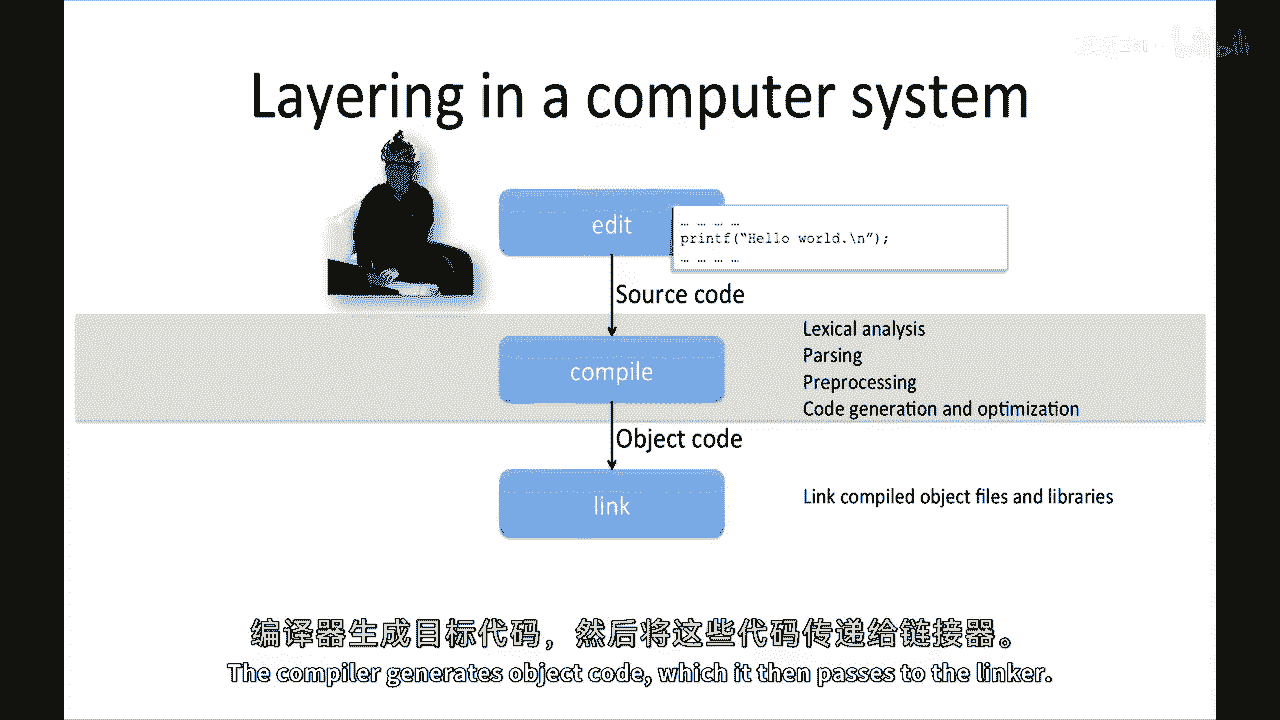 Layering in a computer system
edit
… … … …
printf(“Hello world.\n”);
… … … …
Source code
compile
Lexical analysis
Parsing
Preprocessing
Code generation and optimization
Object code
link
Link compiled object files and libraries
编译器生成目标代码，然后将这些代码传递给链接器。
The compiler generates object code, which it then passes to the linker.